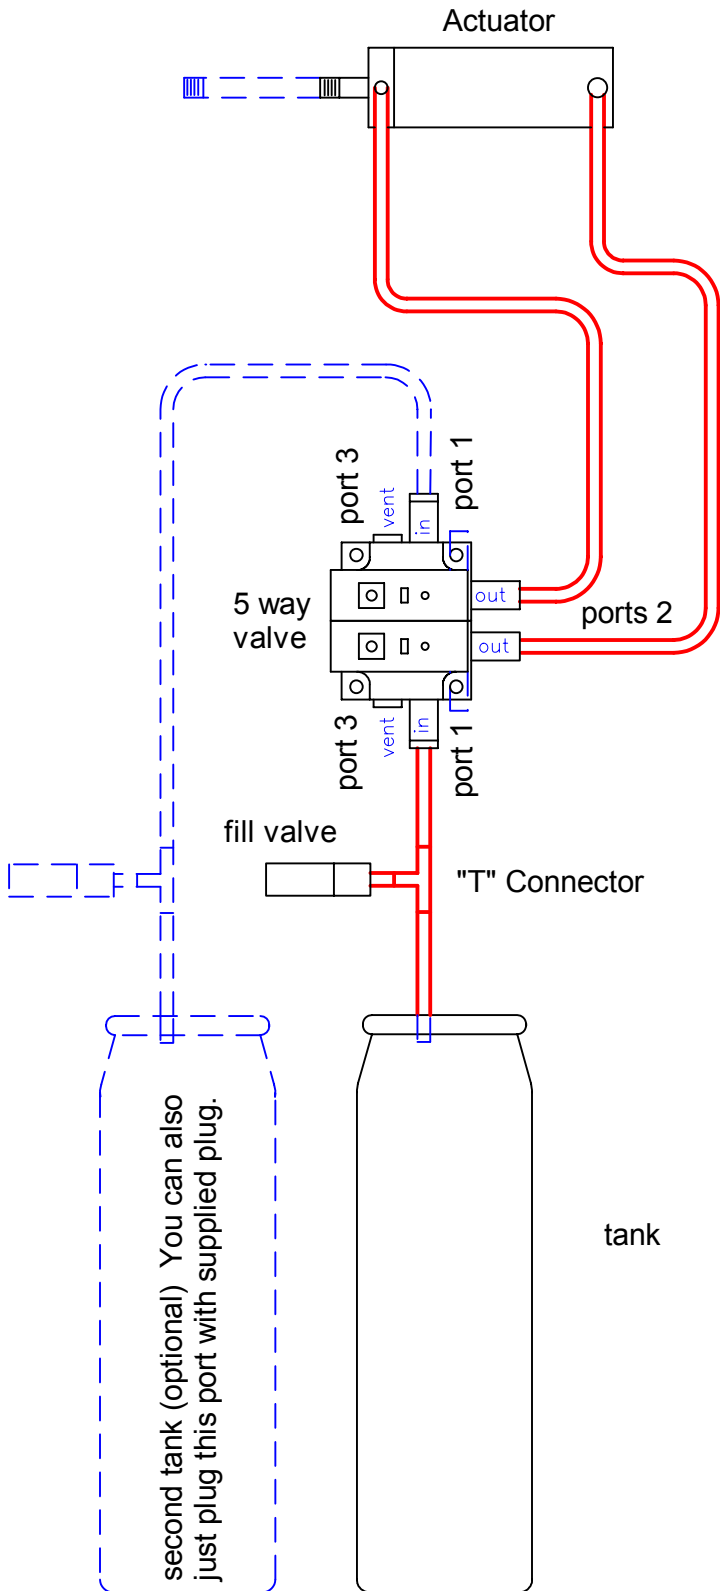 Actuator
port 3
vent
in
port 1
5 way
valve
out
out
ports 2
port 3
vent
in
port 1
fill valve
"T" Connector
second tank (optional) You can also
just plug this port with supplied plug.
tank